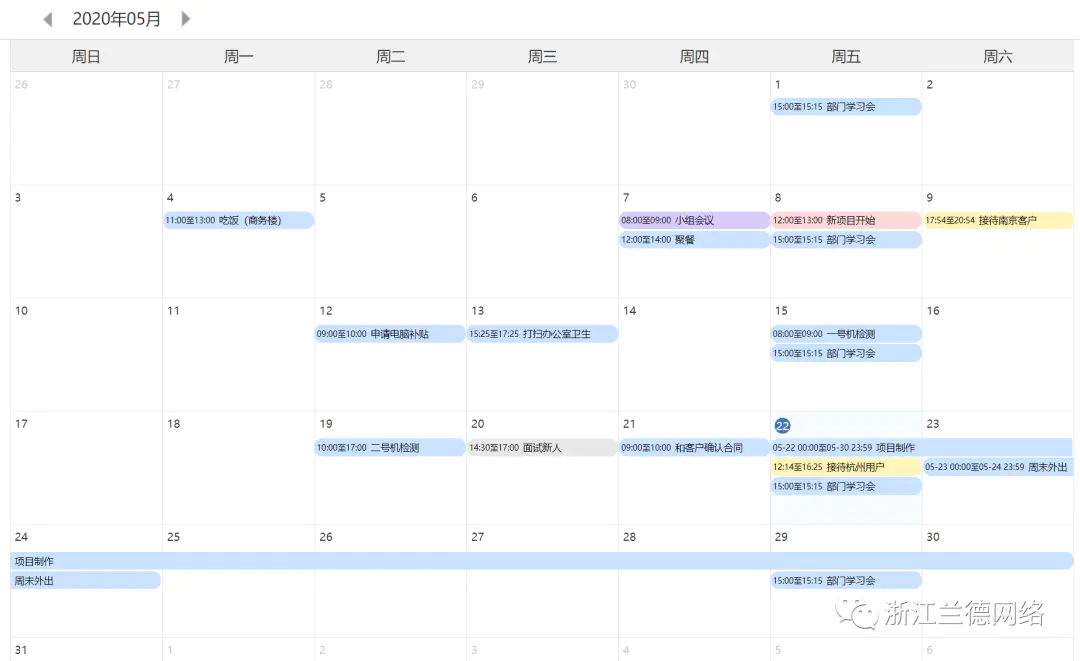 2020年05月
周日 周一 周二 周三 周四 周五 周六
26 27 28 29 30 1 2
15:00至15:15 部门学习会
3 4 5 6 7 8 9
11:00至13:00 吃饭（商务楼） 08:00至09:00 小组会议 12:00至13:00 新项目开始 17:54至20:54 接待南京客户
12:00至14:00 聚餐 15:00至15:15 部门学习会
10 11 12 13 14 15 16
09:00至10:00 申请电脑补贴 15:25至17:25 打扫办公室卫生 08:00至09:00 一号机检测
15:00至15:15 部门学习会
17 18 19 20 21 22 23
10:00至17:00 二号机检测 14:30至17:00 面试新人 09:00至10:00 和客户确认合同 05-22 00:00至05-30 23:59 项目制作
12:14至16:25 接待杭州用户 05-23 00:00至05-24 23:59 周末外出
15:00至15:15 部门学习会
24 25 26 27 28 29 30
项目制作
周末外出 15:00至15:15 部门学习会
浙江兰德网络
31 1 2 3 4 5 6